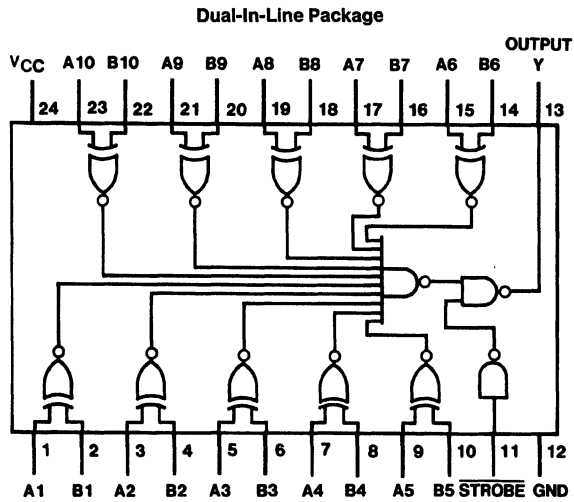 Dual-In-Line Package
OUTPUT
VCC A10 B10 A9 B9 A8 B8 A7 B7 A6 B6 Y
24 23 22 21 20 19 18 17 16 15 14 13
1 2 3 4 5 6 7 8 9 10 11 12
A1 B1 A2 B2 A3 B3 A4 B4 A5 B5 STROBE GND